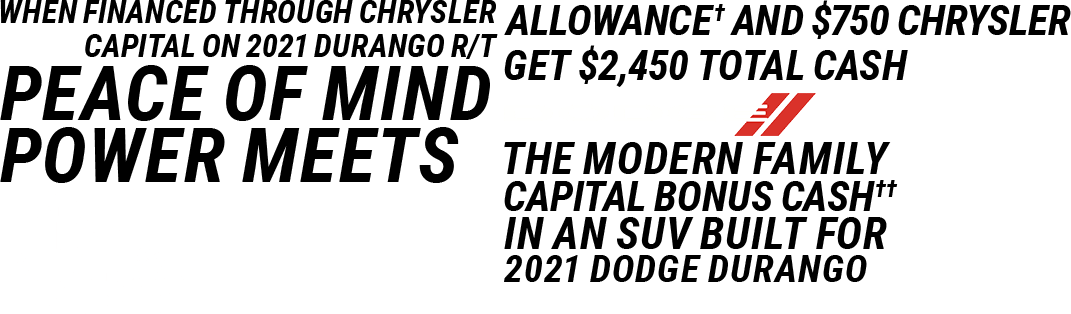 WHEN FINANCED THROUGH CHRYSLER
CAPITAL ON 2021 DURANGO R/T
PEACE OF MIND
POWER MEETS
ALLOWANCE† AND $750 CHRYSLER
GET $2,450 TOTAL CASH
THE MODERN FAMILY
CAPITAL BONUS CASH††
IN AN SUV BUILT FOR
2021 DODGE DURANGO